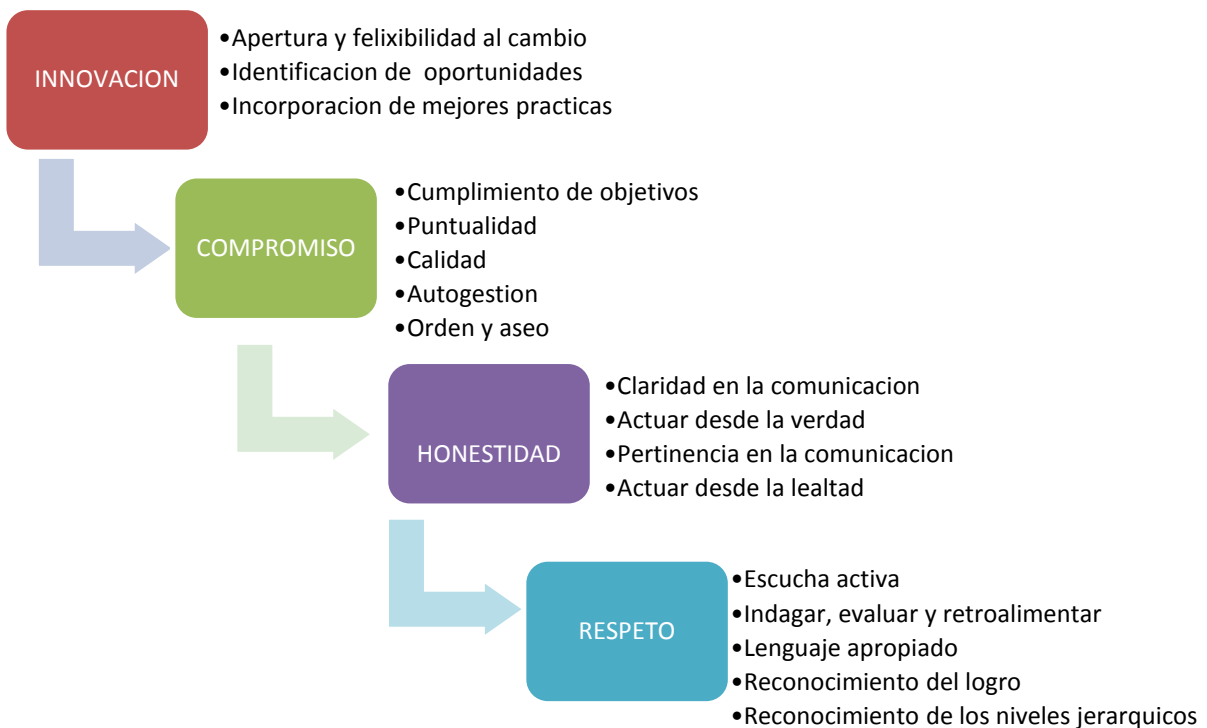 INNOVACION
•Apertura y felixibilidad al cambio
•Identificacion de  oportunidades
•Incorporacion de mejores practicas
COMPROMISO
•Cumplimiento de objetivos
•Puntualidad
•Calidad
•Autogestion
•Orden y aseo
HONESTIDAD
•Claridad en la comunicacion
•Actuar desde la verdad
•Pertinencia en la comunicacion
•Actuar desde la lealtad
RESPETO
•Escucha activa
•Indagar, evaluar y retroalimentar
•Lenguaje apropiado
•Reconocimiento del logro
•Reconocimiento de los niveles jerarquicos